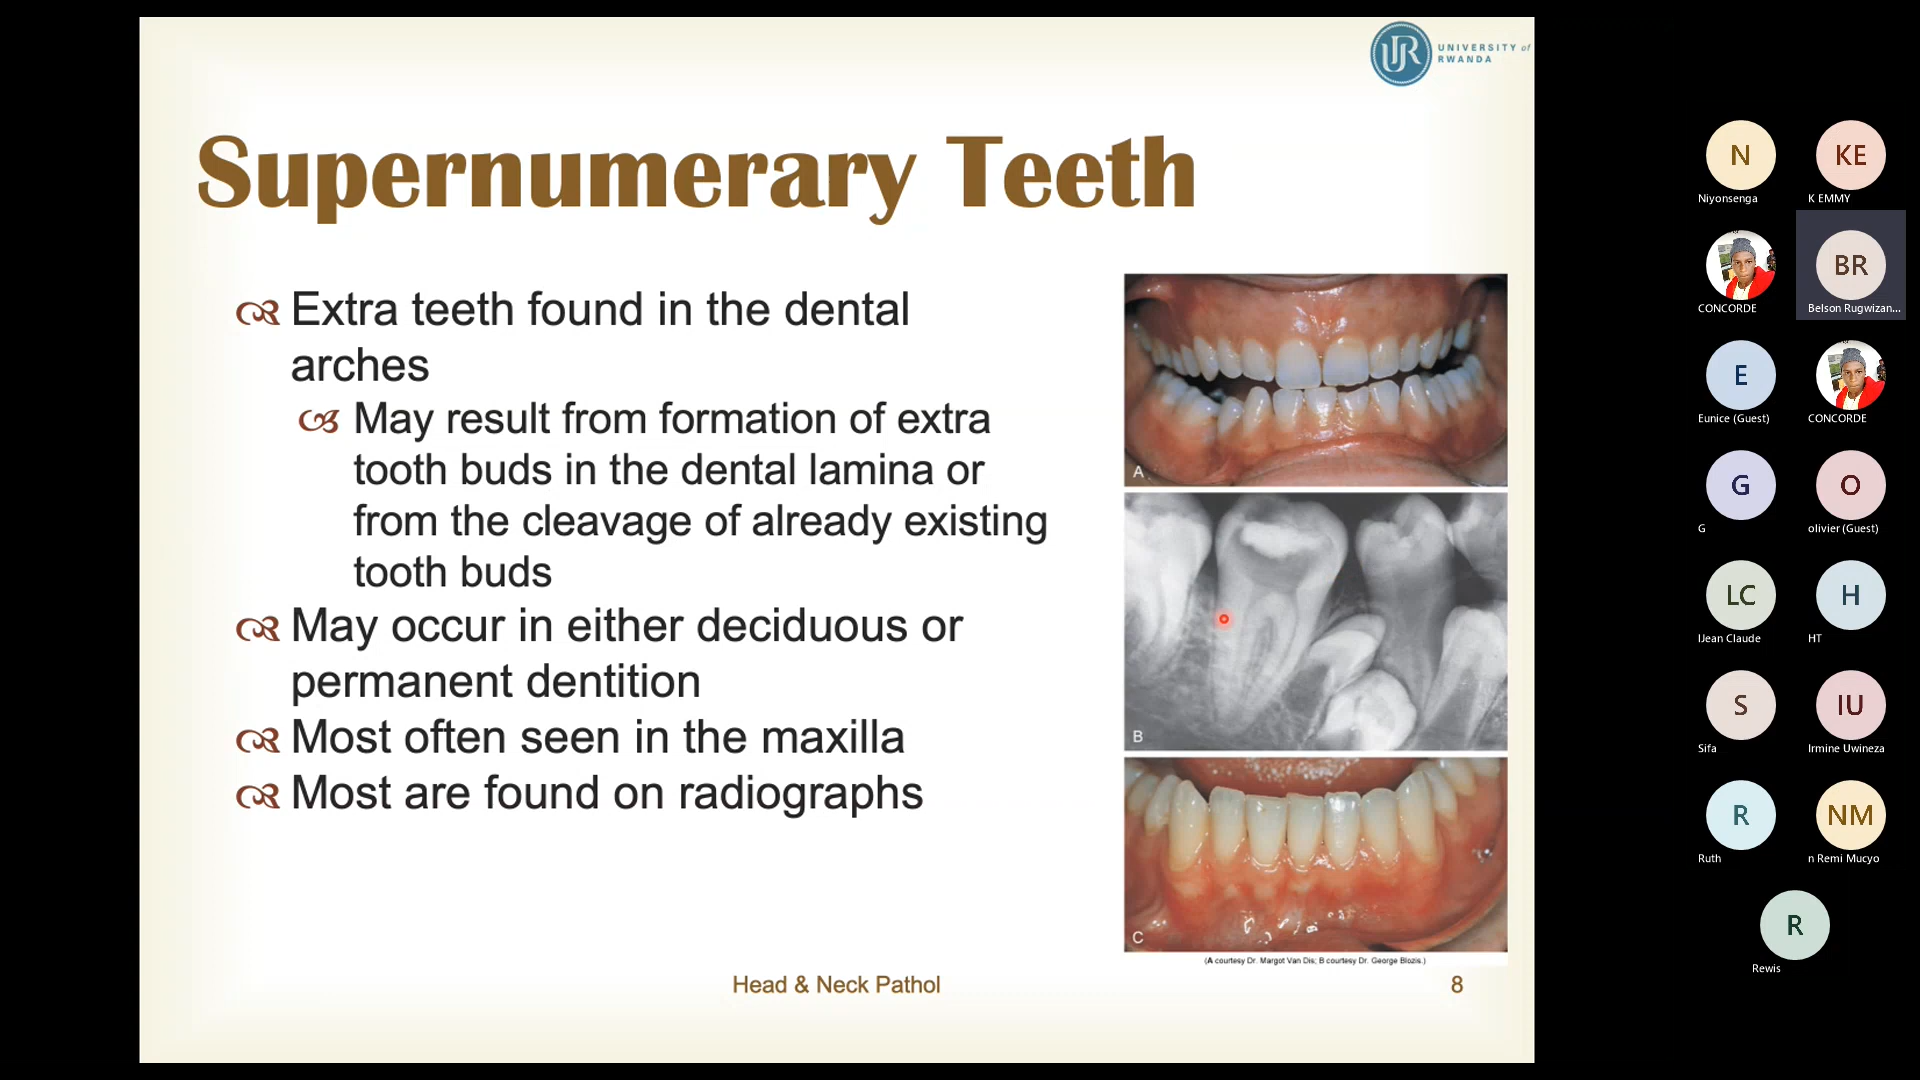 UNIVERSITY of
RWANDA
Supernumerary Teeth
Extra teeth found in the dental
arches
May result from formation of extra
tooth buds in the dental lamina or
from the cleavage of already existing
tooth buds
May occur in either deciduous or
permanent dentition
Most often seen in the maxilla
Most are found on radiographs
A
B
C
(A courtesy Dr. Margot Van Dis; B courtesy Dr. George Blozis.)
Head & Neck Pathol
8
N
Niyonsenga
KE
K EMMY
CONCORDE
BR
Belson Rugwizan...
E
Eunice (Guest)
CONCORDE
G
G
O
olivier (Guest)
LC
IJean Claude
H
HT
S
Sifa
IU
Irmine Uwineza
R
Ruth
NM
n Remi Mucyo
R
Rewis